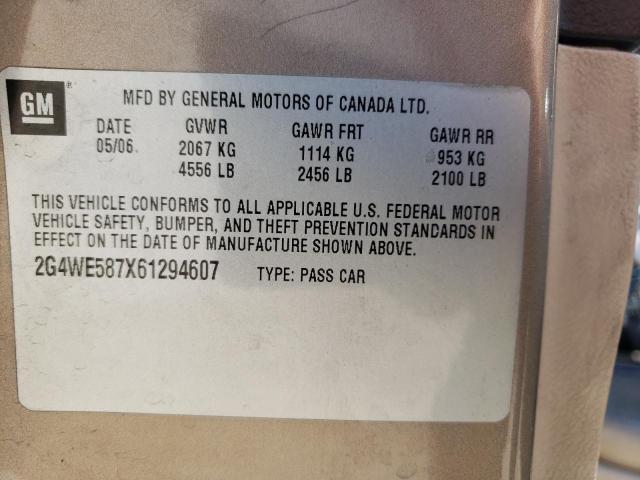 GM ®
MFD BY GENERAL MOTORS OF CANADA LTD.
DATE GVWR GAWR FRT GAWR RR
05/06 2067 KG 1114 KG 953 KG
4556 LB 2456 LB 2100 LB
THIS VEHICLE CONFORMS TO ALL APPLICABLE U.S. FEDERAL MOTOR
VEHICLE SAFETY, BUMPER, AND THEFT PREVENTION STANDARDS IN
EFFECT ON THE DATE OF MANUFACTURE SHOWN ABOVE.
2G4WE587X61294607 TYPE: PASS CAR